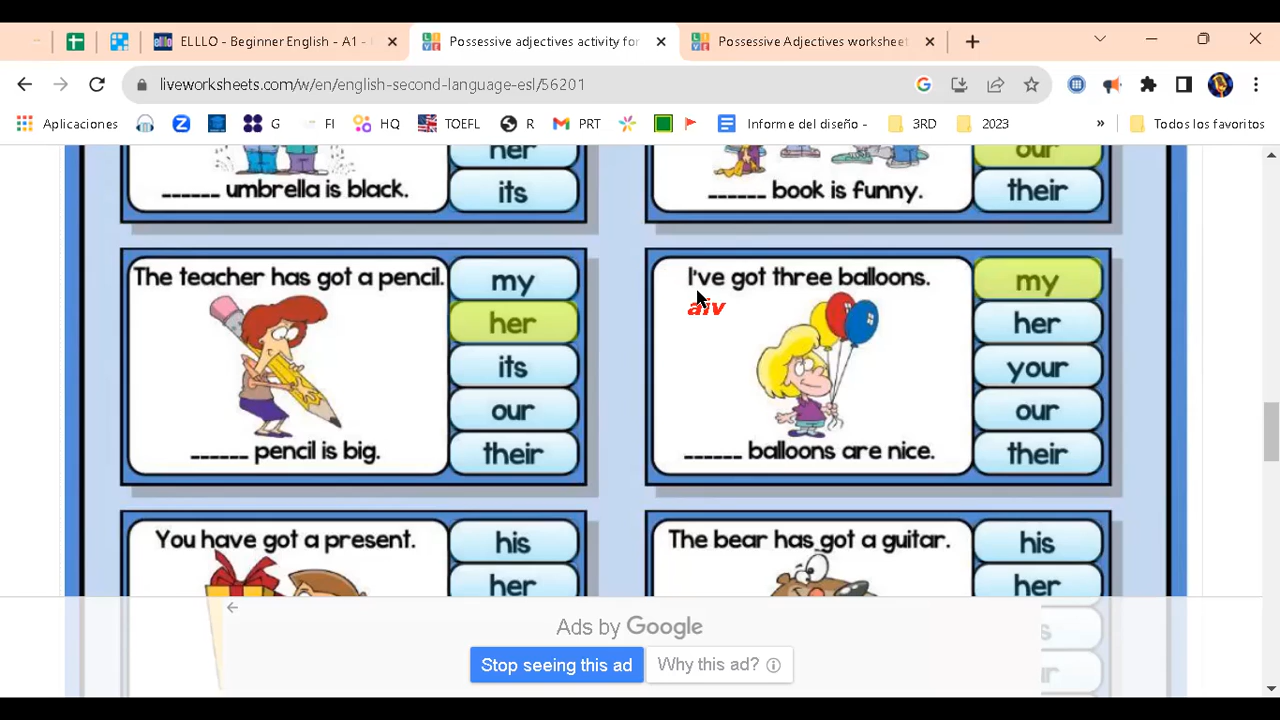 ELLLO - Beginner English - A1 -
Possessive adjectives activity for
Possessive Adjectives worksheet
liveworksheets.com/w/en/english-second-language-esl/56201
Aplicaciones G FI HQ TOEFL R PRT Informe del diseño - 3RD 2023 » Todos los favoritos
her
______ umbrella is black.
its
our
______ book is funny.
their
The teacher has got a pencil.
my
her
its
our
their
______ pencil is big.
I've got three balloons.
aiv
my
her
your
our
their
______ balloons are nice.
You have got a present.
his
her
The bear has got a guitar.
his
her
Ads by Google
Stop seeing this ad
Why this ad?